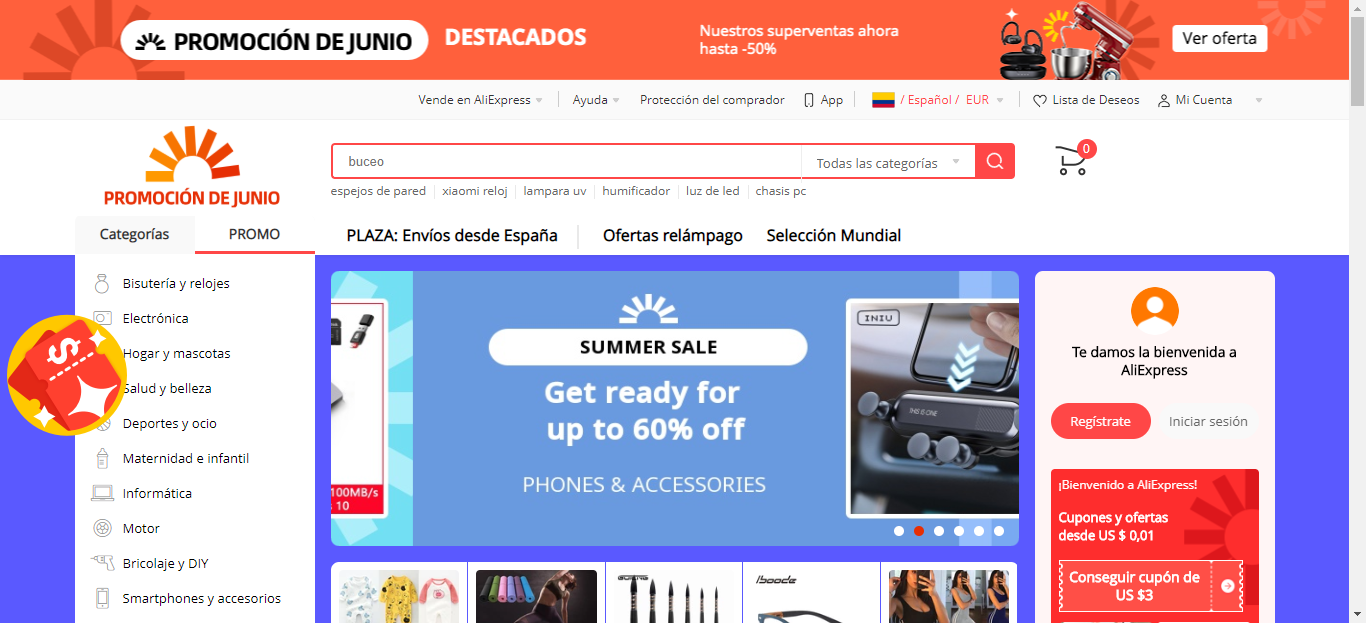 PROMOCIÓN DE JUNIO
DESTACADOS
Nuestros superventas ahora
hasta -50%
Ver oferta
Vende en AliExpress
Ayuda
Protección del comprador
App
/ Español / EUR
Lista de Deseos
Mi Cuenta
PROMOCIÓN DE JUNIO
buceo
Todas las categorías
0
espejos de pared
xiaomi reloj
lampara uv
humificador
luz de led
chasis pc
Categorías
PROMO
PLAZA: Envíos desde España
Ofertas relámpago
Selección Mundial
Bisutería y relojes
Electrónica
Hogar y mascotas
Salud y belleza
Deportes y ocio
Maternidad e infantil
Informática
Motor
Bricolaje y DIY
Smartphones y accesorios
$
100MB/s
10
SUMMER SALE
Get ready for
up to 60% off
PHONES & ACCESSORIES
INIU
THIS IS ONE
Te damos la bienvenida a
AliExpress
Regístrate
Iniciar sesión
¡Bienvenido a AliExpress!
Cupones y ofertas
desde US $ 0,01
Conseguir cupón de
US $3
iboode